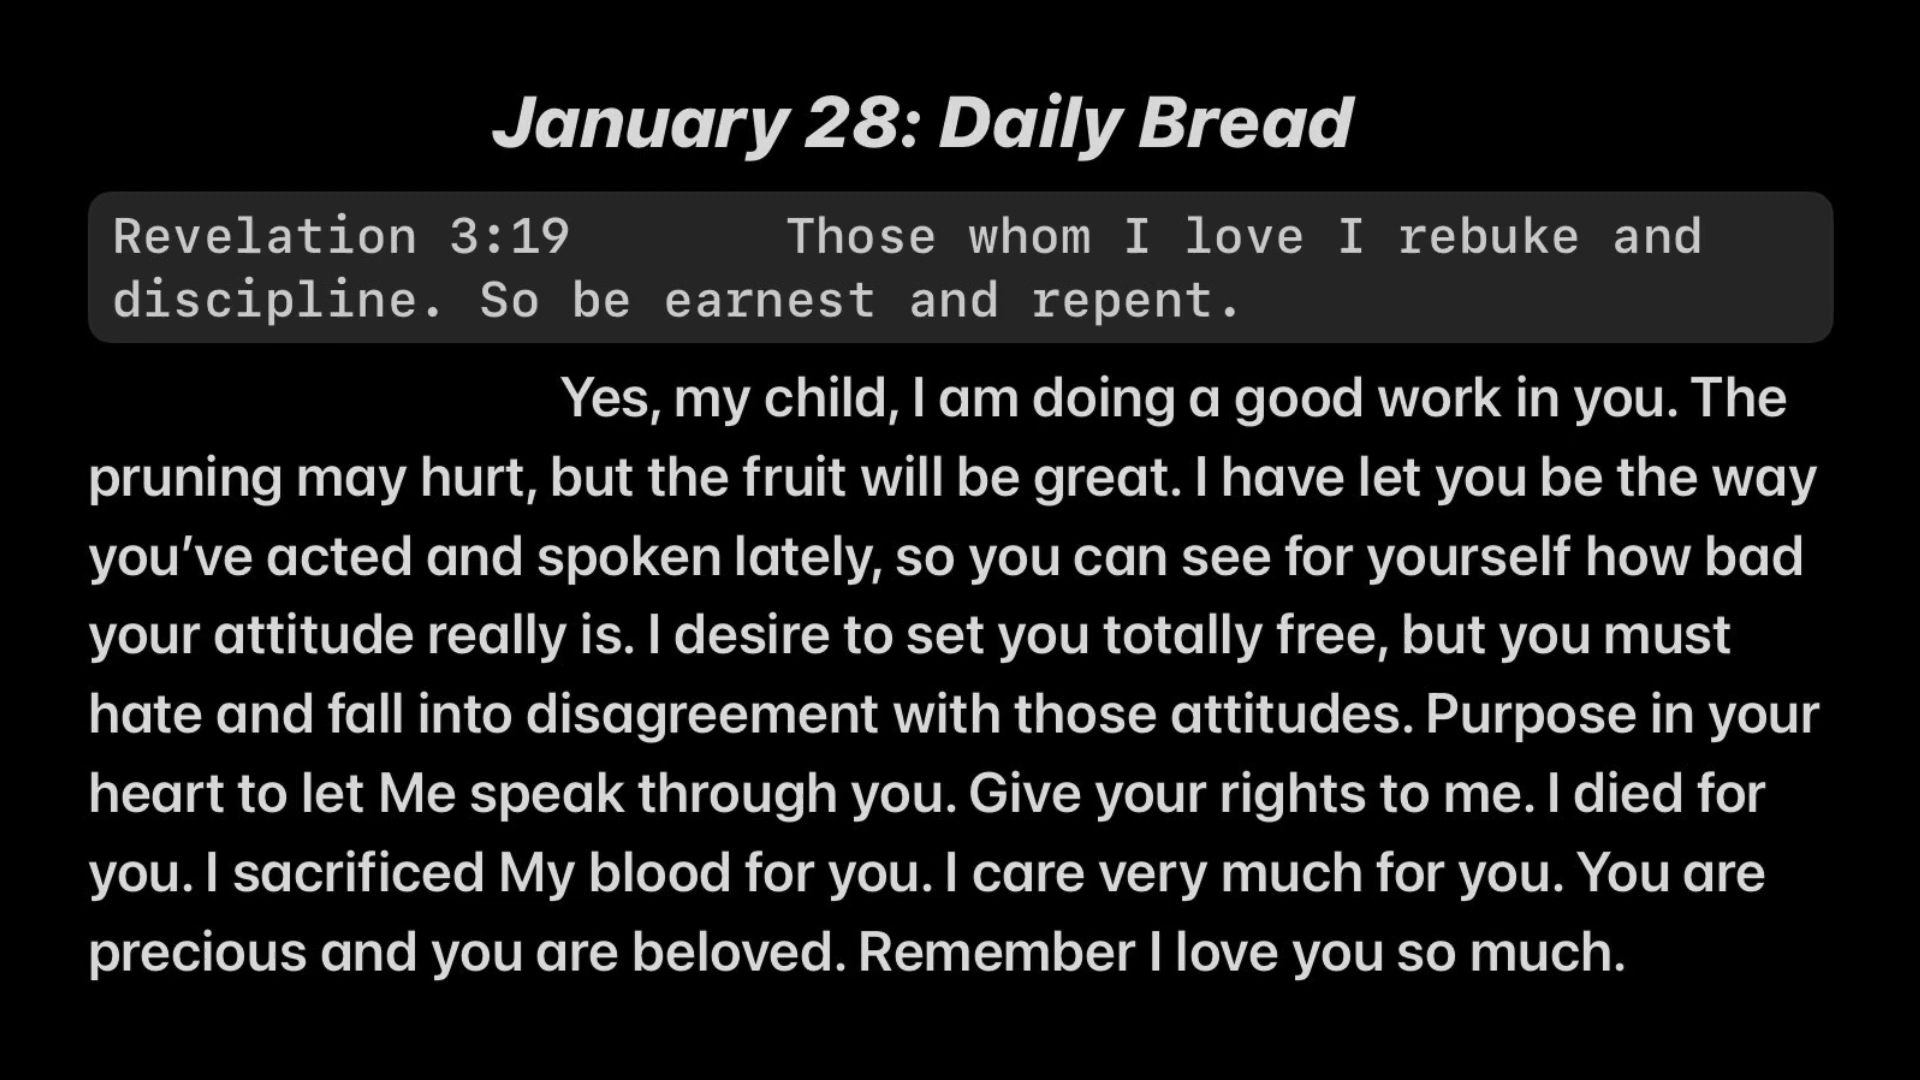 January 28: Daily Bread
Revelation 3:19 Those whom I love I rebuke and
discipline. So be earnest and repent.
Yes, my child, I am doing a good work in you. The
pruning may hurt, but the fruit will be great. I have let you be the way
you’ve acted and spoken lately, so you can see for yourself how bad
your attitude really is. I desire to set you totally free, but you must
hate and fall into disagreement with those attitudes. Purpose in your
heart to let Me speak through you. Give your rights to me. I died for
you. I sacrificed My blood for you. I care very much for you. You are
precious and you are beloved. Remember I love you so much.